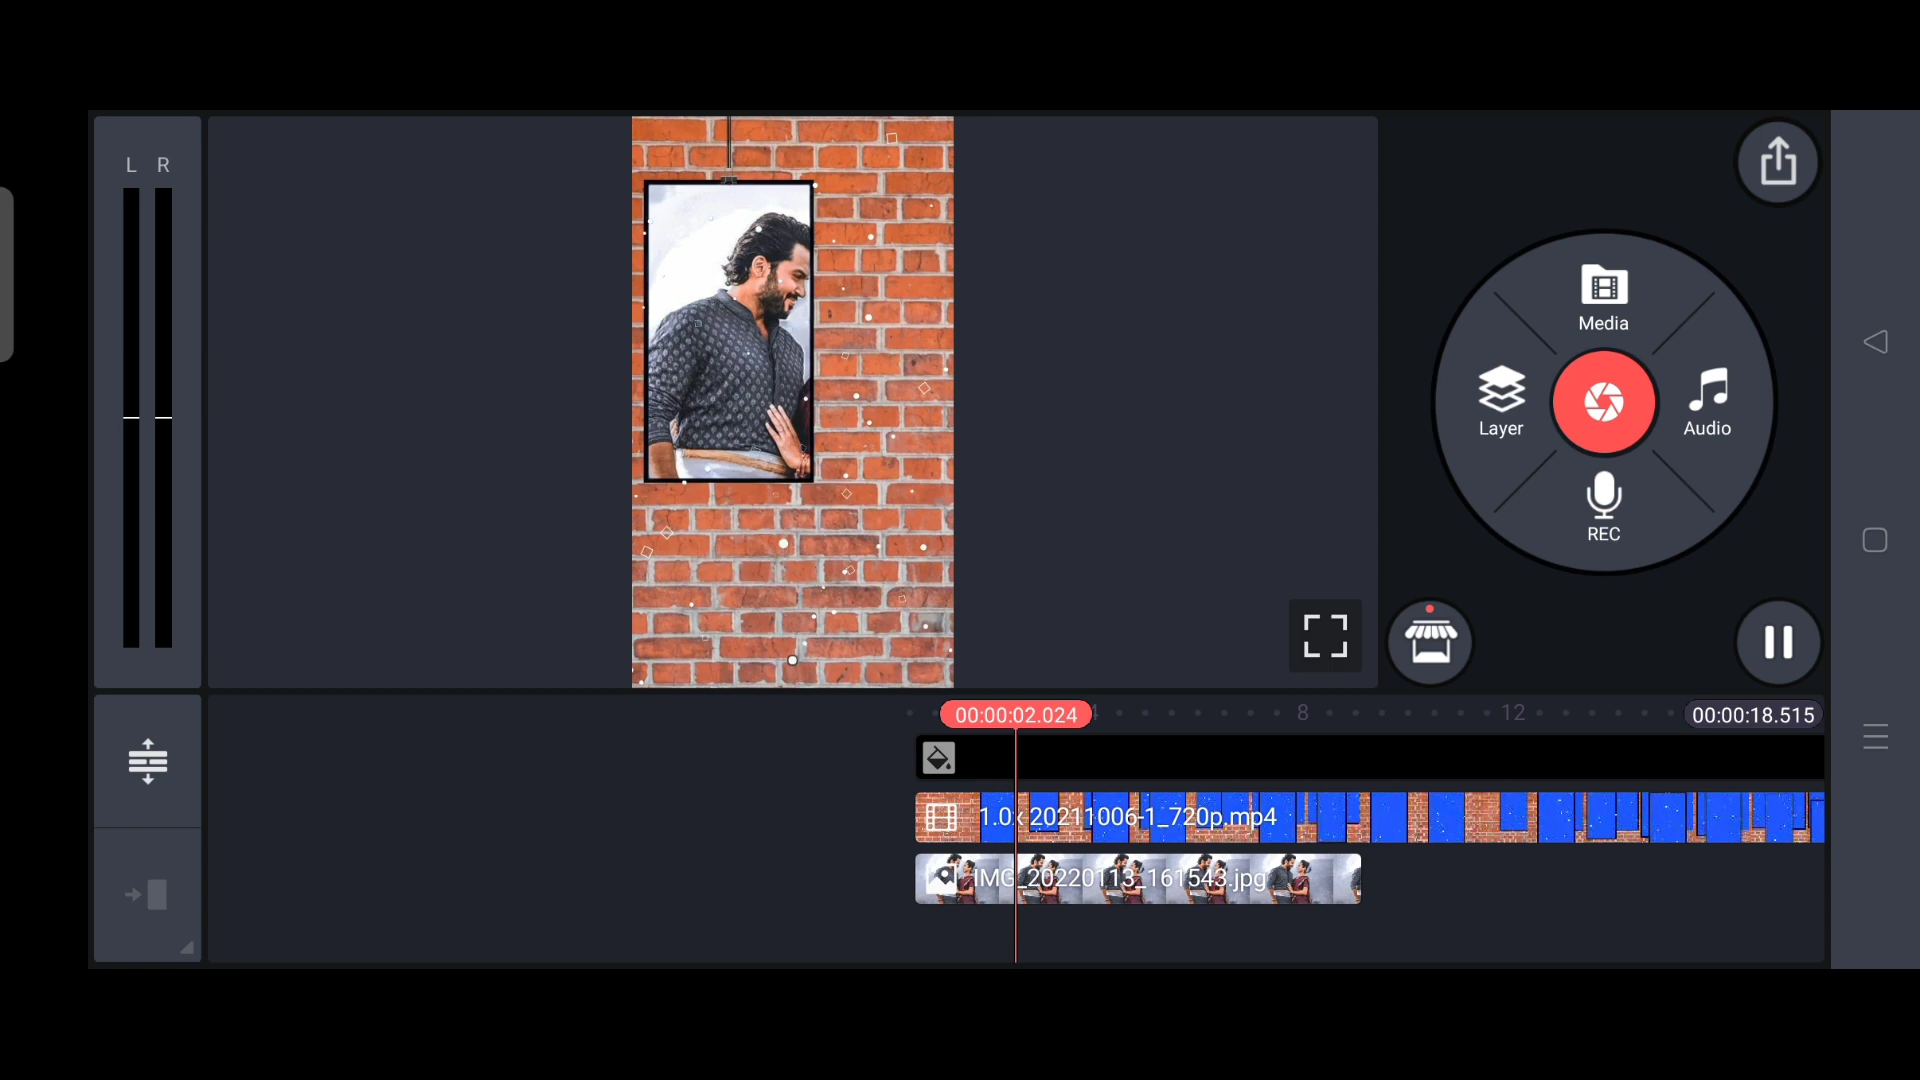 L R
Media
Layer
Audio
REC
00:00:02.024
8
12
00:00:18.515
1.0x 20211006-1_720p.mp4
IMG_20220113_161543.jpg